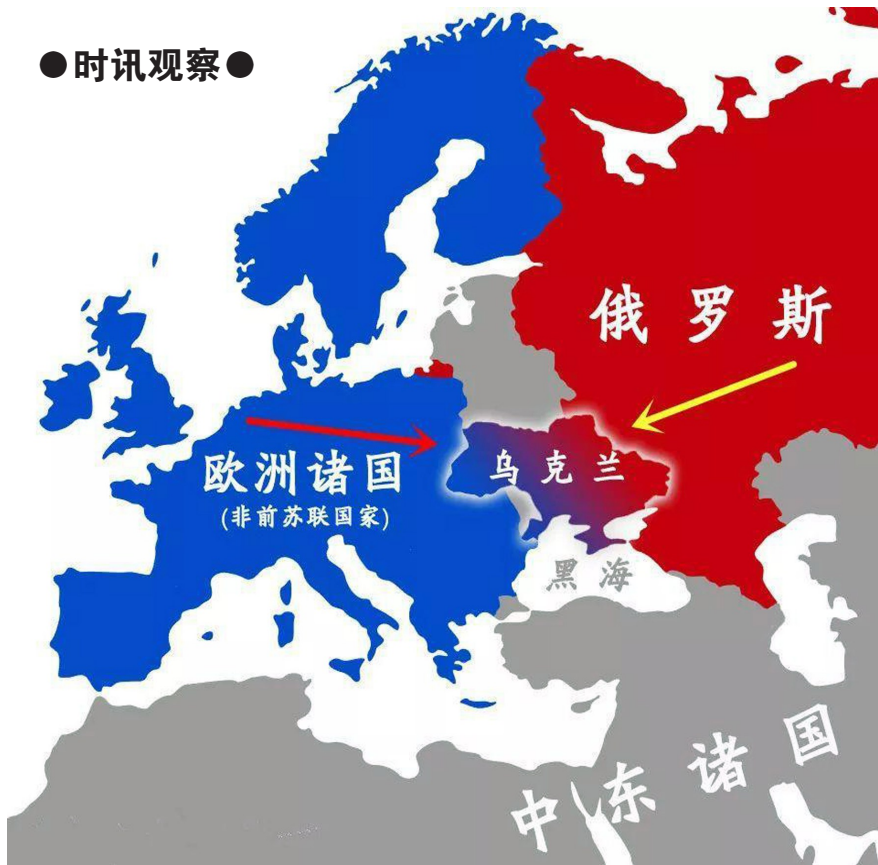 ●时讯观察●
俄罗斯
欧洲诸国
(非前苏联国家)
乌克兰
黑海
中东诸国